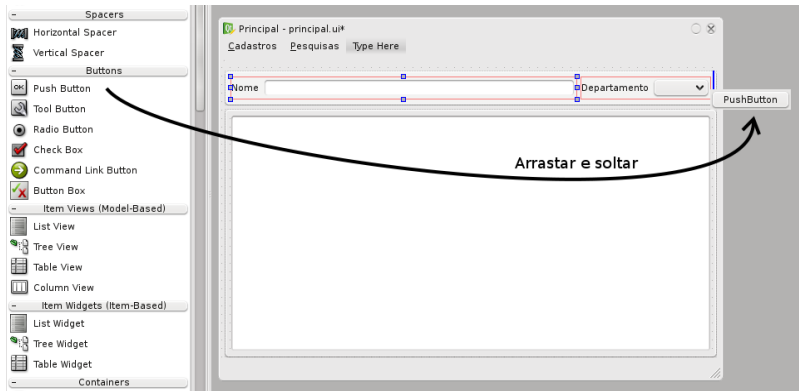 Spacers
Horizontal Spacer
Vertical Spacer
Buttons
OK Push Button
Tool Button
Radio Button
Check Box
Command Link Button
Button Box
Item Views (Model-Based)
List View
Tree View
Table View
Column View
Item Widgets (Item-Based)
List Widget
Tree Widget
Table Widget
Containers
Principal - principal.ui*
Cadastros Pesquisas Type Here
Nome Departamento
PushButton
Arrastar e soltar